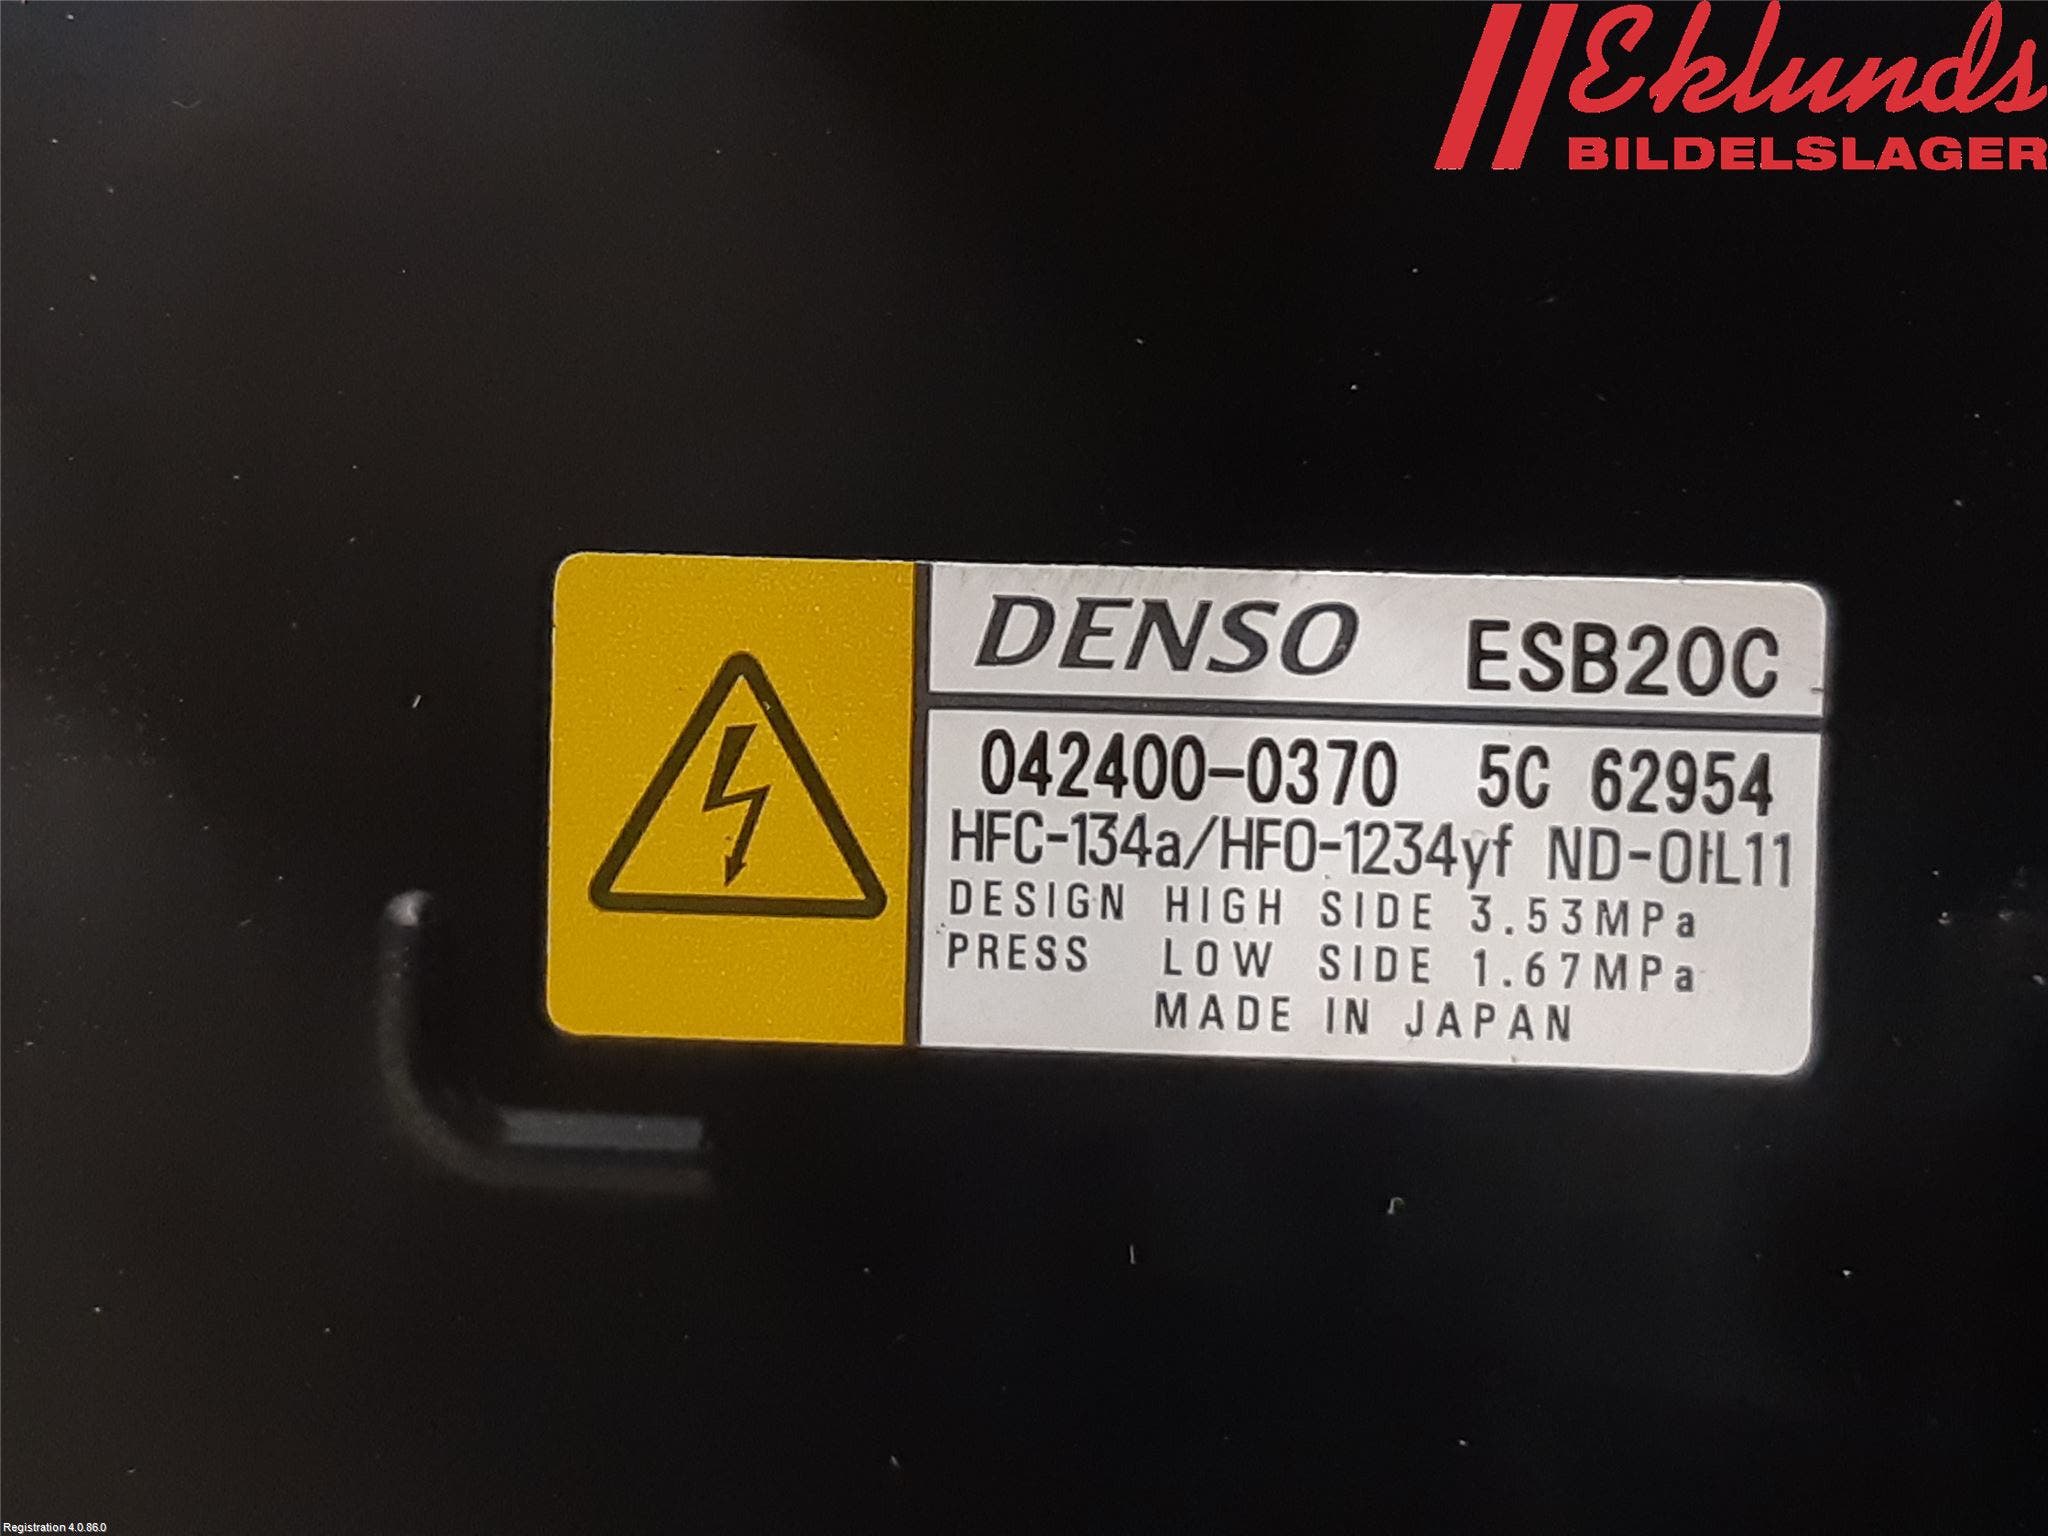 Eklunds
BILDELSLAGER
DENSO ESB20C
042400-0370 5C 62954
HFC-134a/HFO-1234yf ND-OIL11
DESIGN HIGH SIDE 3.53MPa
PRESS LOW SIDE 1.67MPa
MADE IN JAPAN
Registration 4.0.86.0